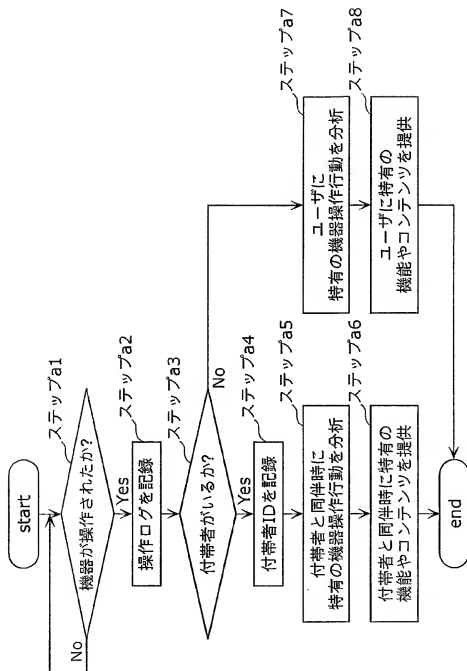 start
ステップa1
機器が操作されたか?
No
Yes
ステップa2
操作ログを記録
ステップa3
付帯者がいるか?
No
Yes
ステップa4
付帯者IDを記録
ステップa5
付帯者と同伴時に
特有の機器操作行動を分析
ステップa6
付帯者と同伴時に特有の
機能やコンテンツを提供
ステップa7
ユーザに
特有の機器操作行動を分析
ステップa8
ユーザに特有の
機能やコンテンツを提供
end